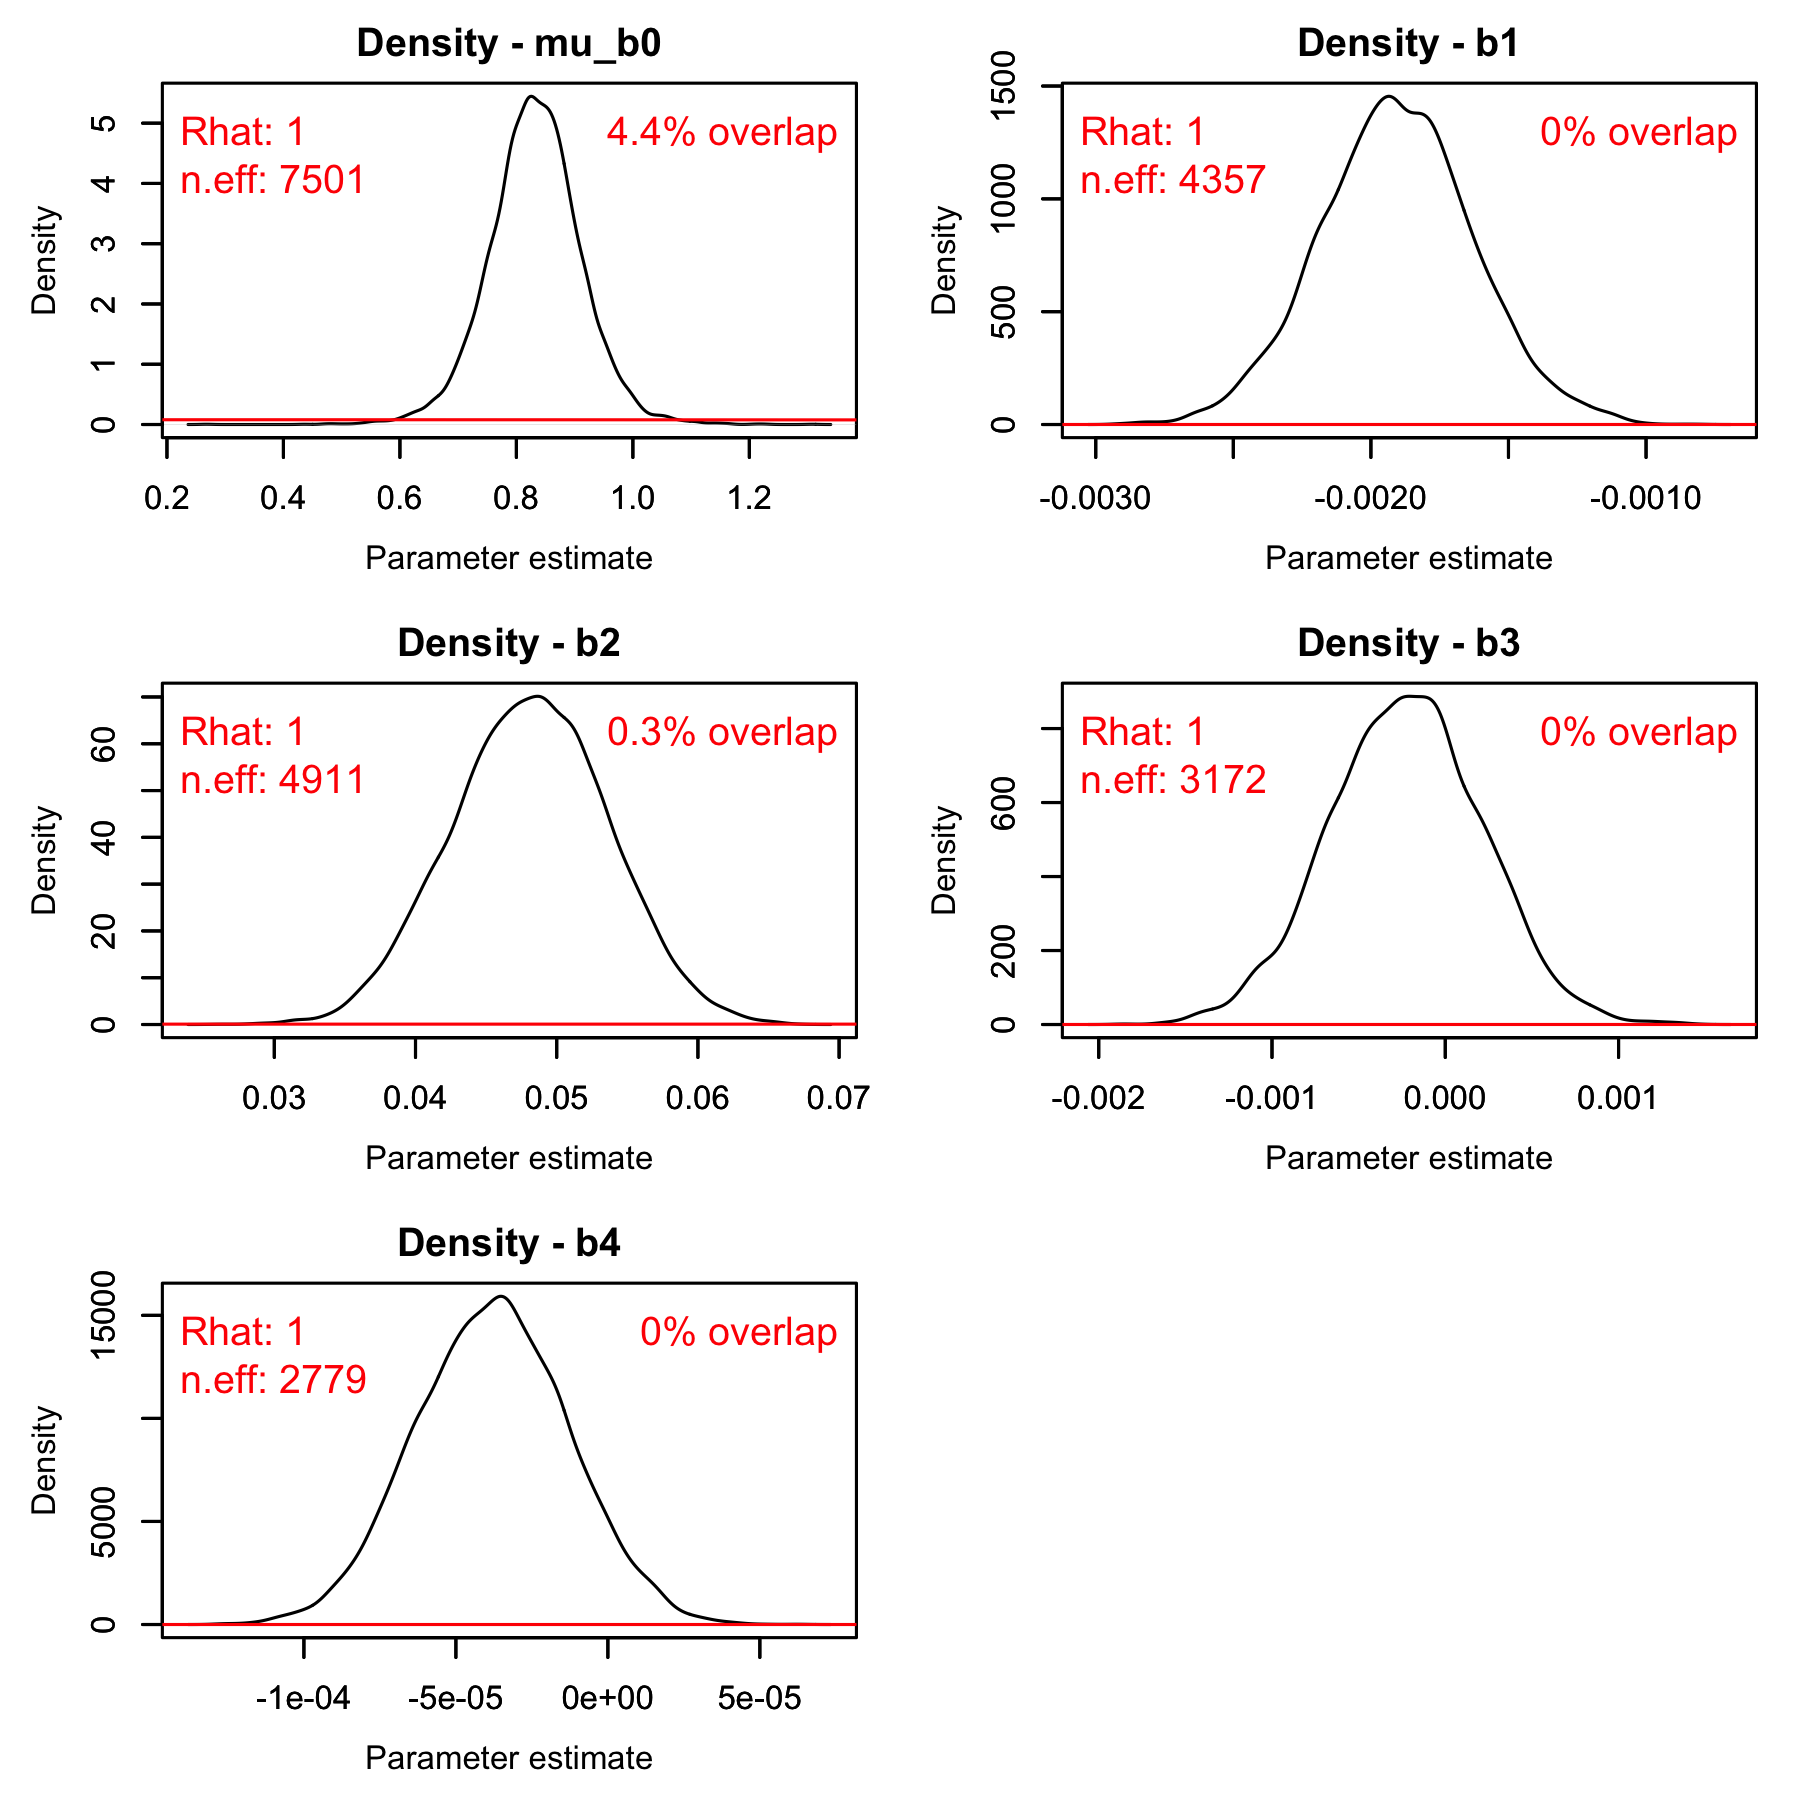 Density - mu_b0
Rhat: 1
n.eff: 7501
4.4% overlap
Density
0
1
2
3
4
5
0.2 0.4 0.6 0.8 1.0 1.2
Parameter estimate
Density - b1
Rhat: 1
n.eff: 4357
0% overlap
Density
0
500
1000
1500
-0.0030 -0.0020 -0.0010
Parameter estimate
Density - b2
Rhat: 1
n.eff: 4911
0.3% overlap
Density
0
20
40
60
0.03 0.04 0.05 0.06 0.07
Parameter estimate
Density - b3
Rhat: 1
n.eff: 3172
0% overlap
Density
0
200
600
-0.002 -0.001 0.000 0.001
Parameter estimate
Density - b4
Rhat: 1
n.eff: 2779
0% overlap
Density
0
5000
15000
-1e-04 -5e-05 0e+00 5e-05
Parameter estimate